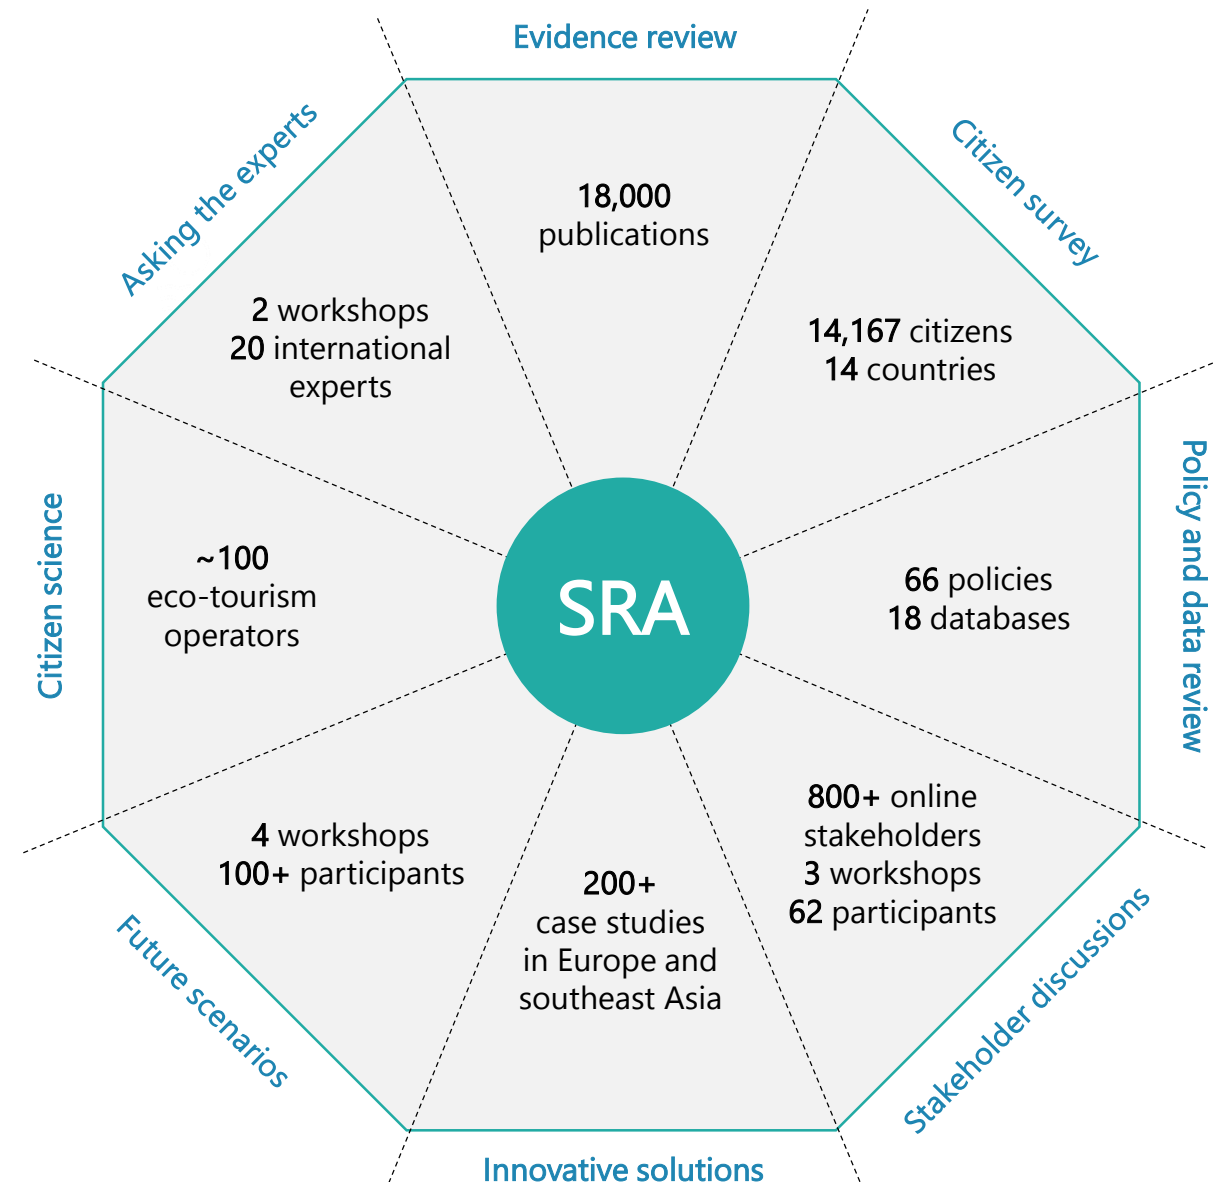 Evidence review
18,000
publications
Citizen survey
14,167 citizens
14 countries
Policy and data review
66 policies
18 databases
Stakeholder discussions
800+ online
stakeholders
3 workshops
62 participants
Innovative solutions
200+
case studies
in Europe and
southeast Asia
Future scenarios
4 workshops
100+ participants
Citizen science
~100
eco-tourism
operators
Asking the experts
2 workshops
20 international
experts
SRA